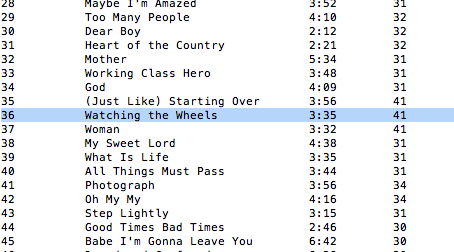 28 Maybe I'm Amazed 3:52 31
29 Too Many People 4:10 32
30 Dear Boy 2:12 32
31 Heart of the Country 2:21 32
32 Mother 5:34 31
33 Working Class Hero 3:48 31
34 God 4:09 31
35 (Just Like) Starting Over 3:56 41
36 Watching the Wheels 3:35 41
37 Woman 3:32 41
38 My Sweet Lord 4:38 31
39 What Is Life 3:35 31
40 All Things Must Pass 3:44 31
41 Photograph 3:56 34
42 Oh My My 4:16 34
43 Step Lightly 3:15 31
44 Good Times Bad Times 2:46 30
45 Babe I'm Gonna Leave You 6:42 30